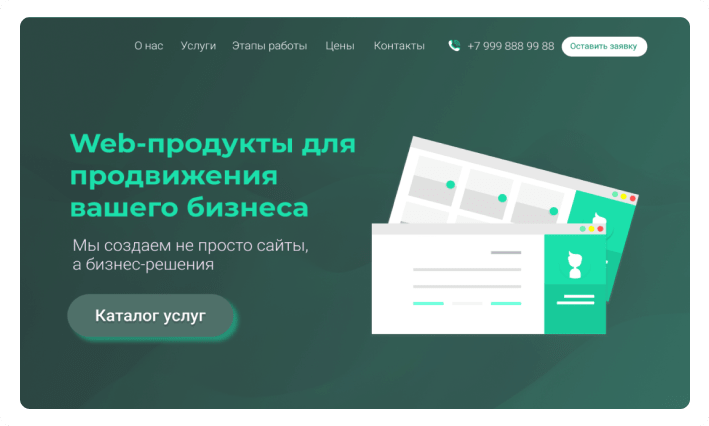 О нас Услуги Этапы работы Цены Контакты +7 999 888 99 88 Оставить заявку
Web-продукты для
продвижения
вашего бизнеса
Мы создаем не просто сайты,
а бизнес-решения
Каталог услуг